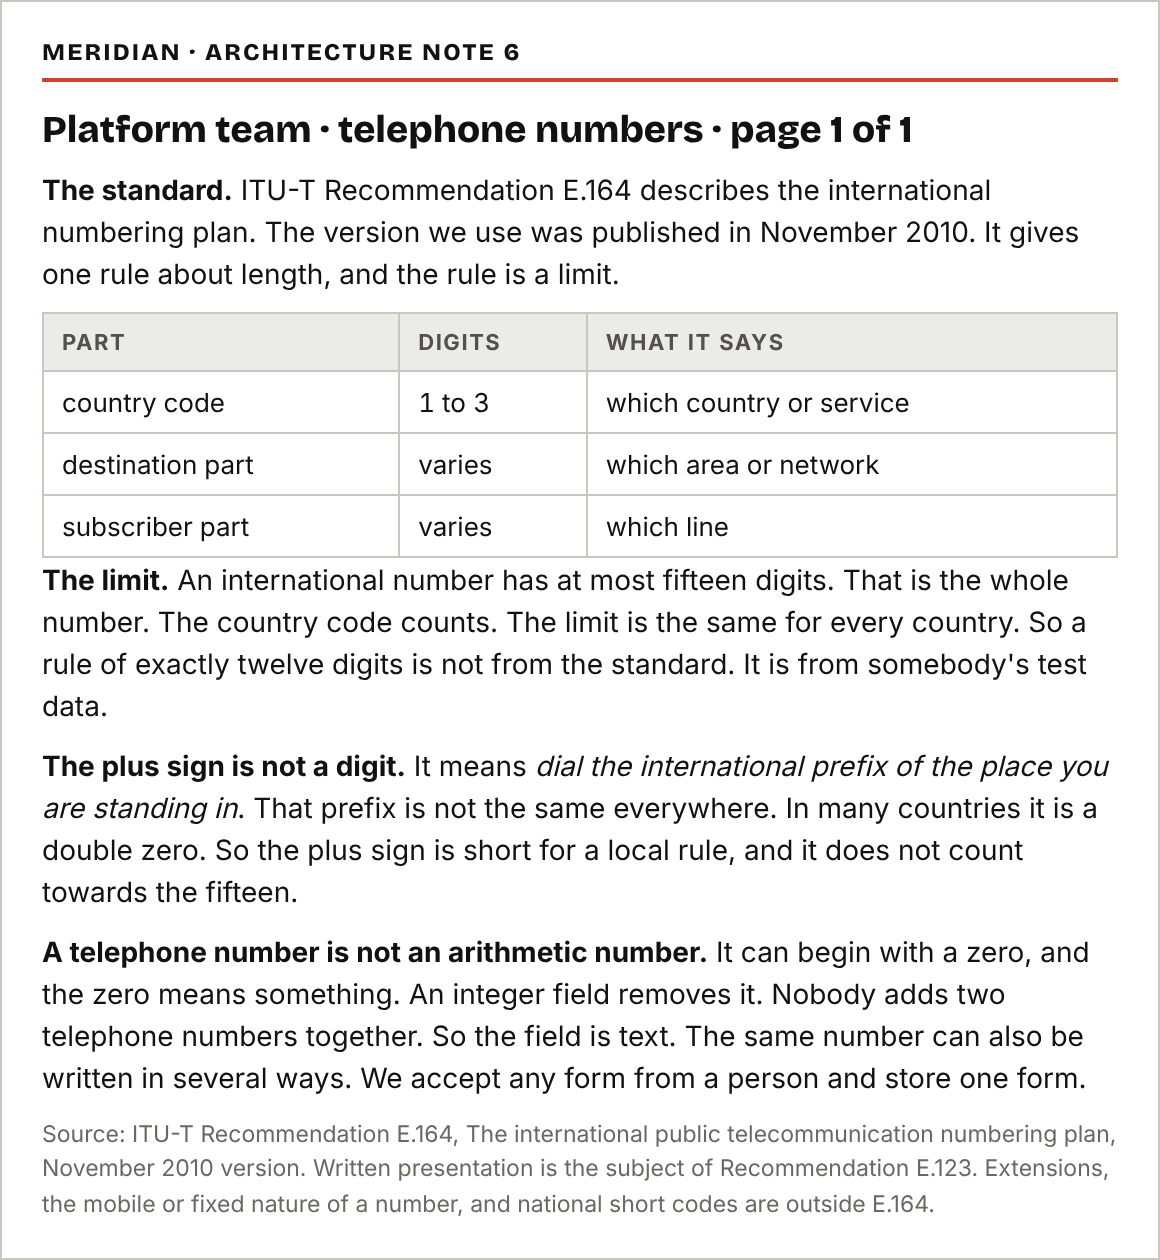 MERIDIAN · ARCHITECTURE NOTE 6
Platform team · telephone numbers · page 1 of 1
The standard. ITU-T Recommendation E.164 describes the international
numbering plan. The version we use was published in November 2010. It gives
one rule about length, and the rule is a limit.
PART DIGITS WHAT IT SAYS
country code 1 to 3 which country or service
destination part varies which area or network
subscriber part varies which line
The limit. An international number has at most fifteen digits. That is the whole
number. The country code counts. The limit is the same for every country. So a
rule of exactly twelve digits is not from the standard. It is from somebody's test
data.
The plus sign is not a digit. It means dial the international prefix of the place you
are standing in. That prefix is not the same everywhere. In many countries it is a
double zero. So the plus sign is short for a local rule, and it does not count
towards the fifteen.
A telephone number is not an arithmetic number. It can begin with a zero, and
the zero means something. An integer field removes it. Nobody adds two
telephone numbers together. So the field is text. The same number can also be
written in several ways. We accept any form from a person and store one form.
Source: ITU-T Recommendation E.164, The international public telecommunication numbering plan,
November 2010 version. Written presentation is the subject of Recommendation E.123. Extensions,
the mobile or fixed nature of a number, and national short codes are outside E.164.